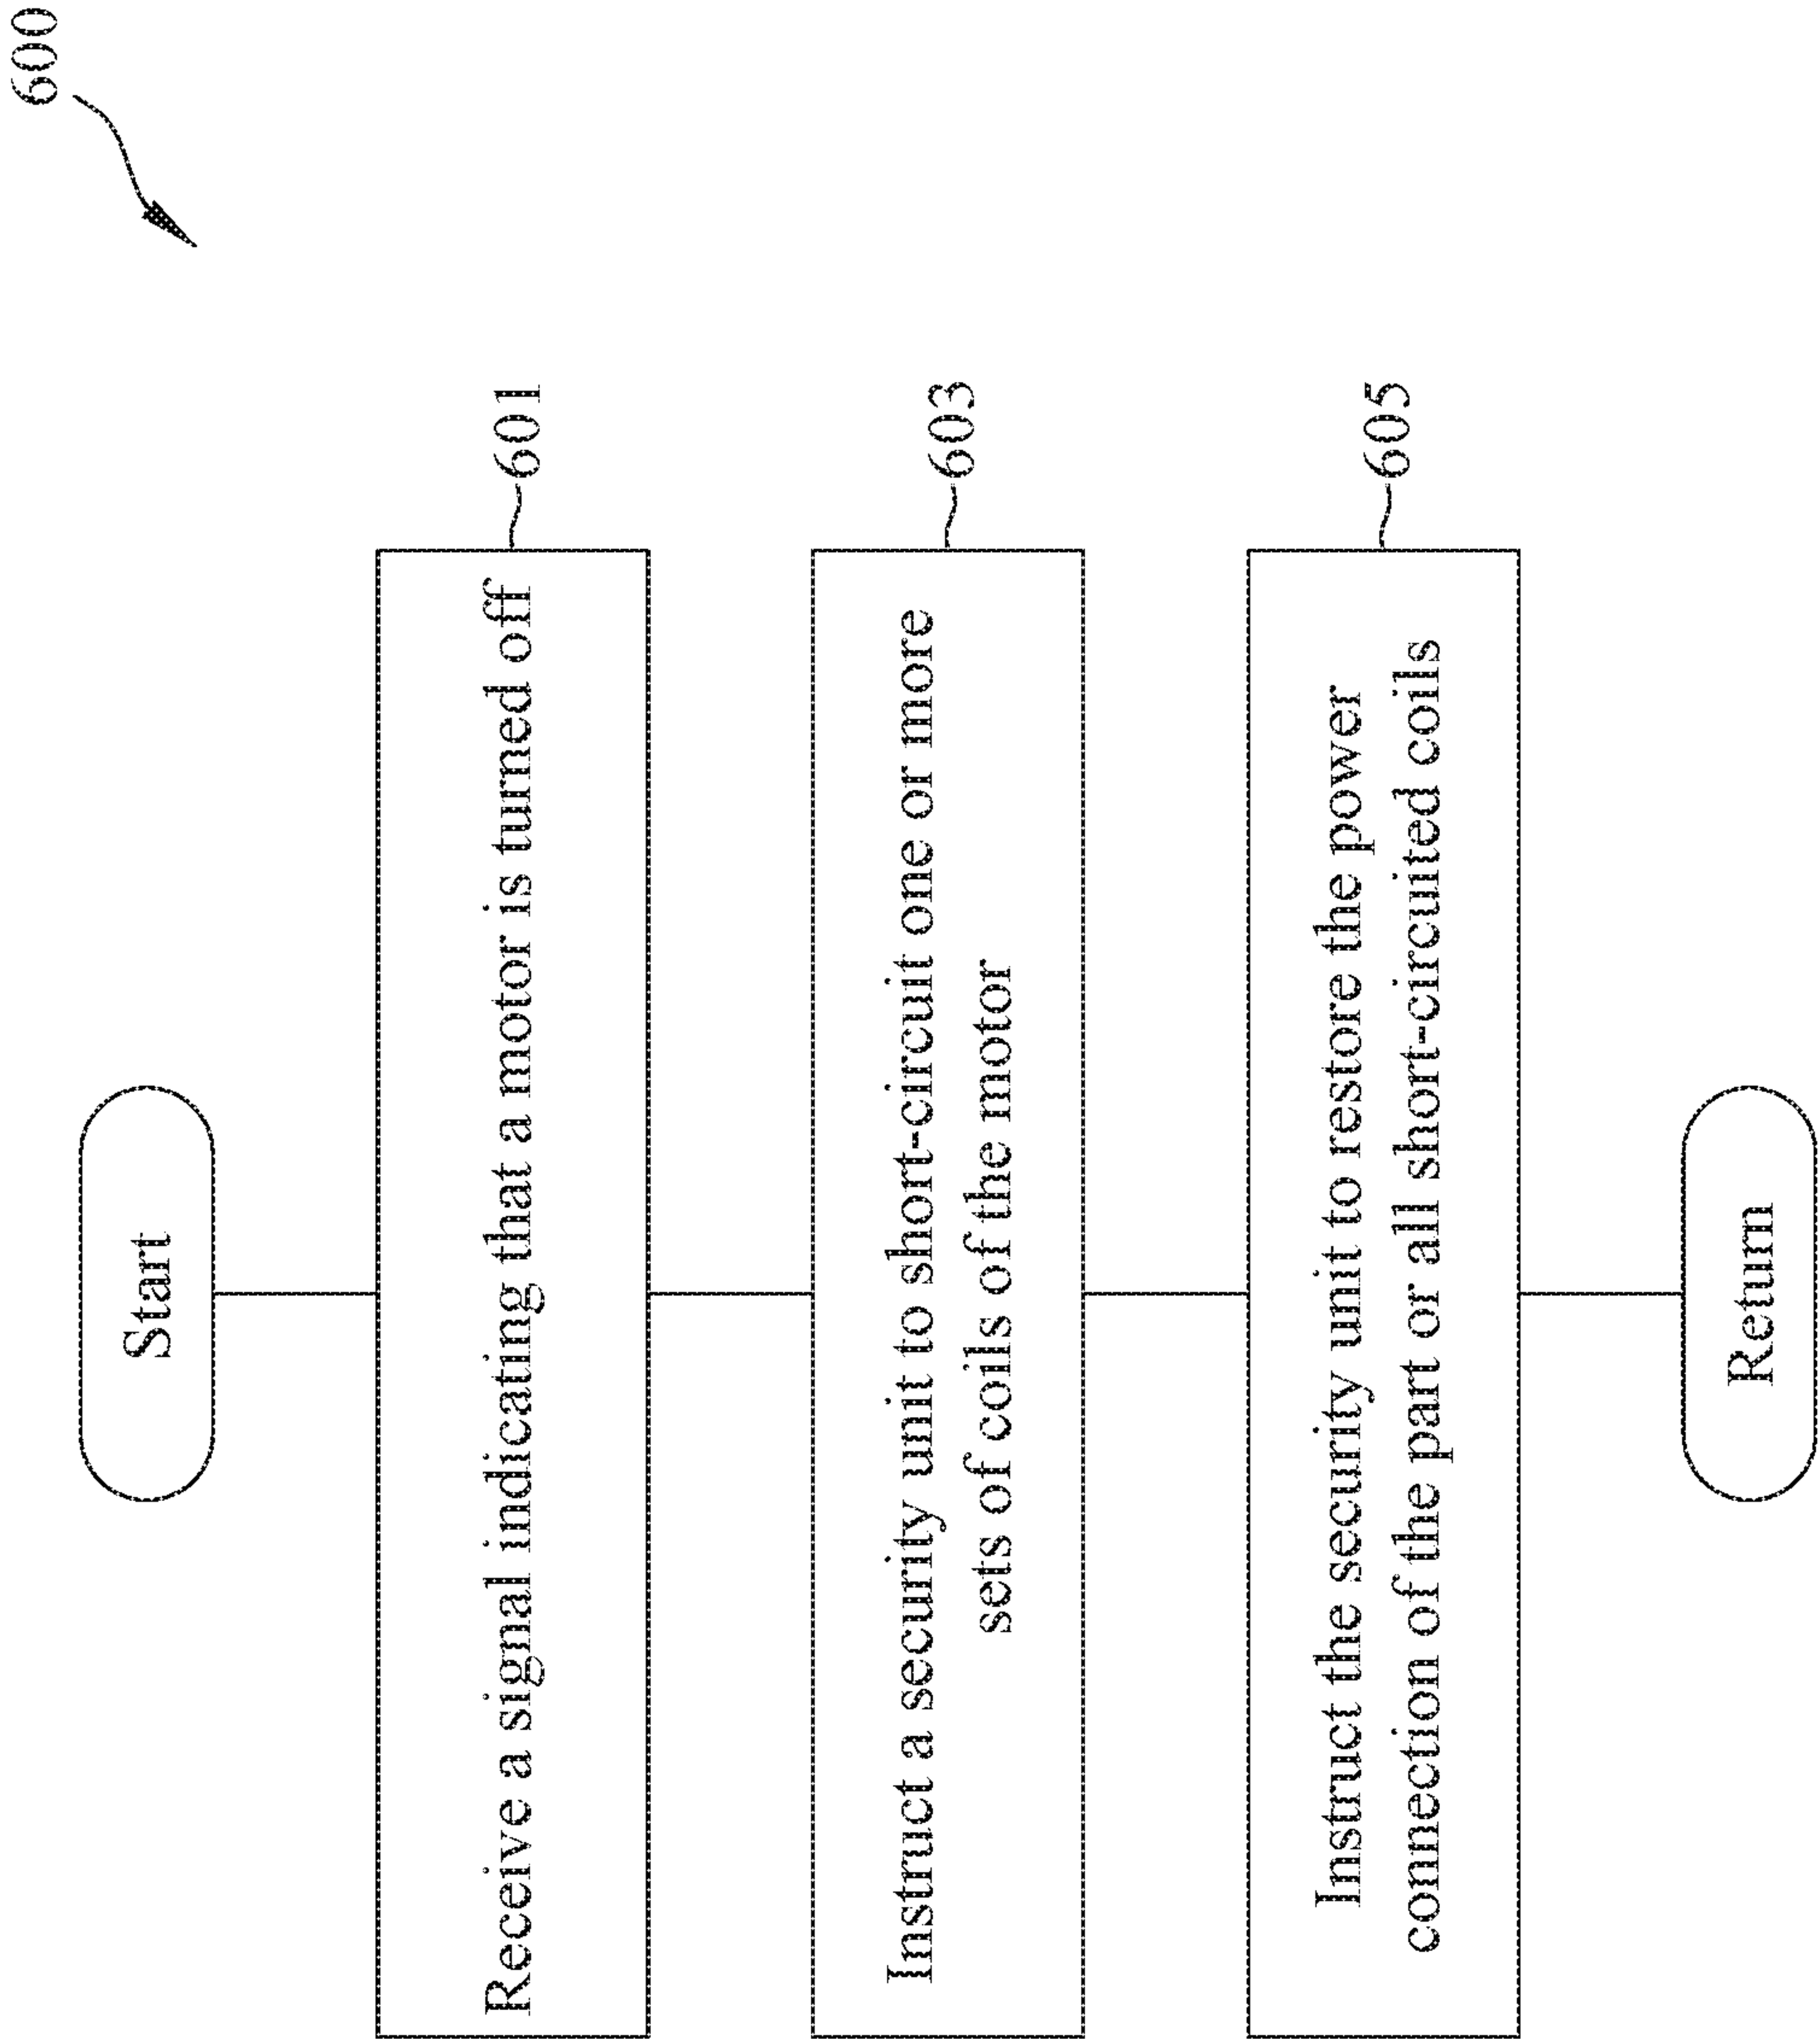 600
Start
Receive a signal indicating that a motor is turned off
601
Instruct a security unit to short-circuit one or more
sets of coils of the motor
603
Instruct the security unit to restore the power
connection of the part or all short-circuited coils
605
Return